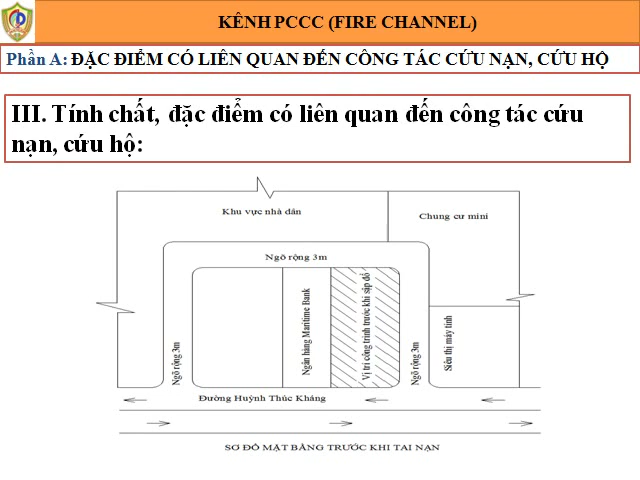 KÊNH PCCC (FIRE CHANNEL)
Phần A: ĐẶC ĐIỂM CÓ LIÊN QUAN ĐẾN CÔNG TÁC CỨU NẠN, CỨU HỘ
III. Tính chất, đặc điểm có liên quan đến công tác cứu
nạn, cứu hộ:
Khu vực nhà dân
Chung cư mini
Ngõ rộng 3m
Ngõ rộng 3m
Ngân hàng Maritime Bank
Vị trí công trình trước khi sập đổ
Ngõ rộng 3m
Siêu thị máy tính
Đường Huỳnh Thúc Kháng
SƠ ĐỒ MẶT BẰNG TRƯỚC KHI TAI NẠN